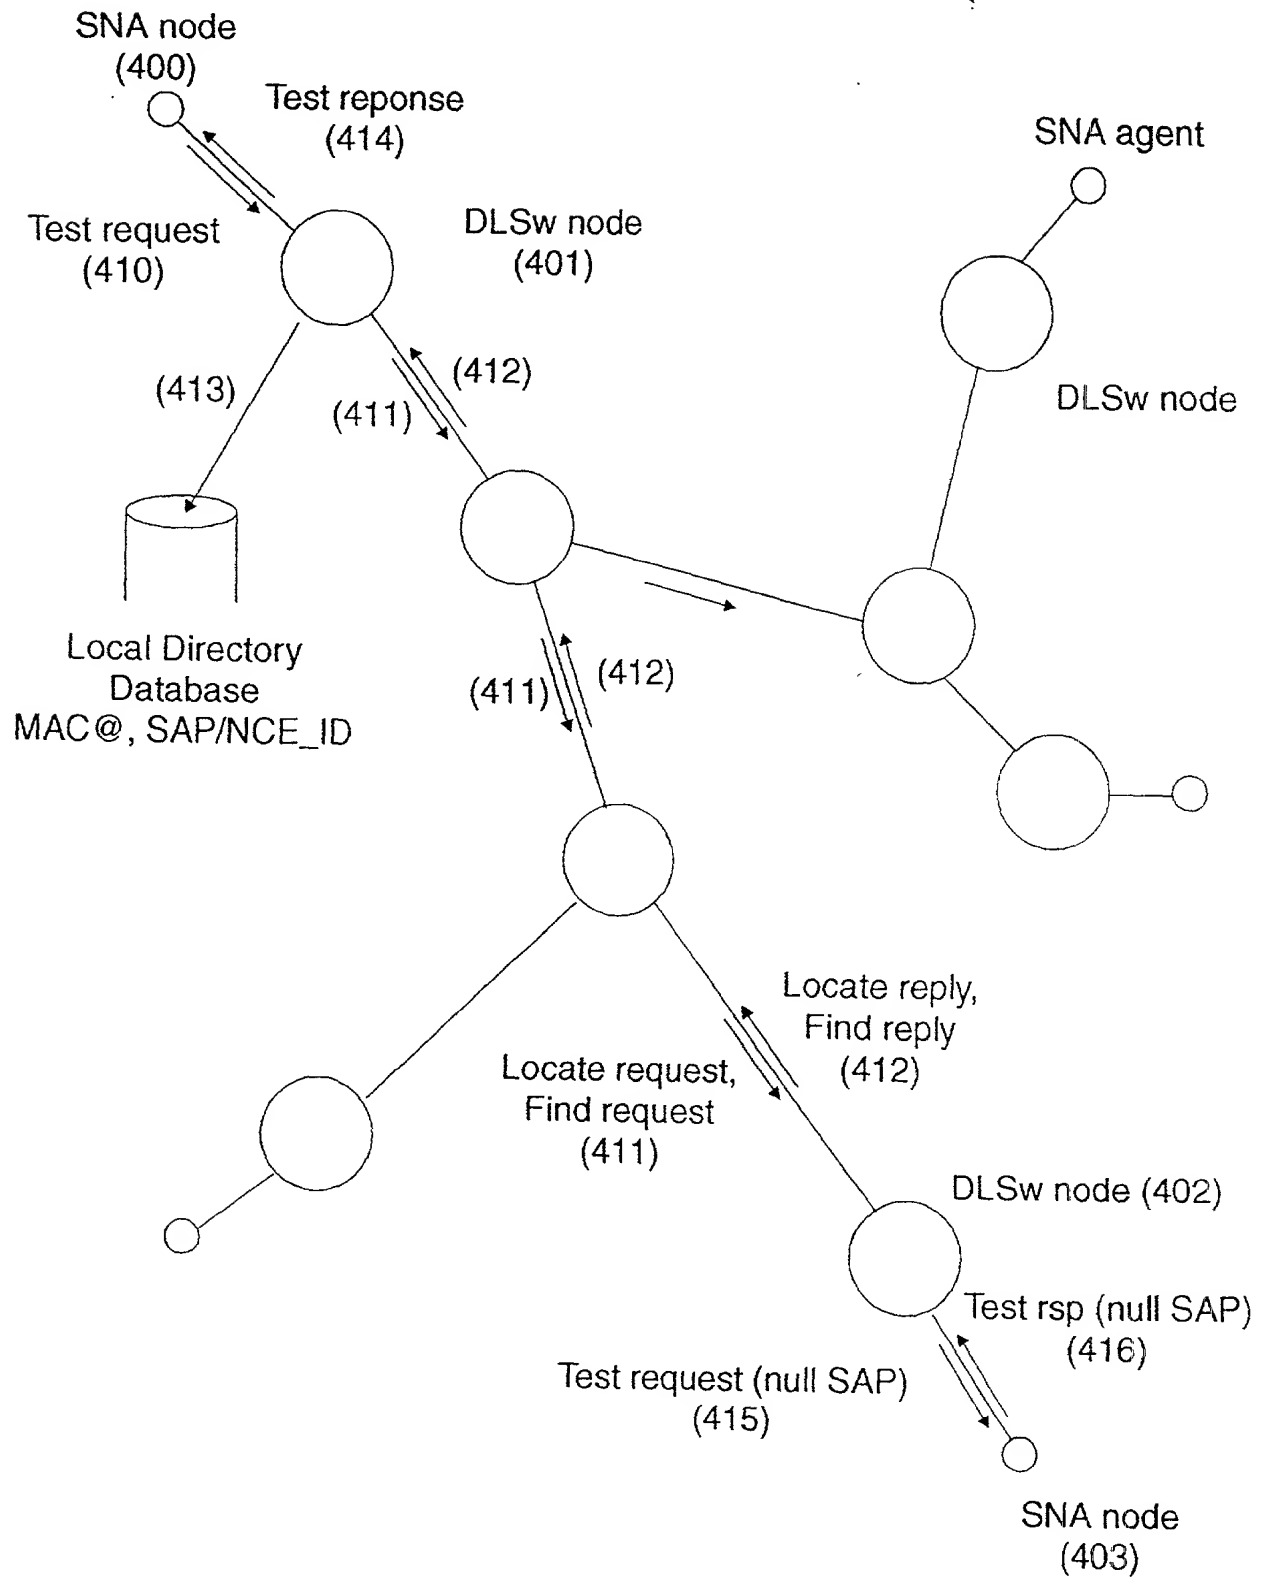 SNA node
(400)
Test reponse
(414)
SNA agent
Test request
(410)
DLSw node
(401)
(413)
(412)
(411)
DLSw node
Local Directory
Database
MAC@, SAP/NCE_ID
(411)
(412)
Locate reply,
Find reply
(412)
Locate request,
Find request
(411)
DLSw node (402)
Test rsp (null SAP)
(416)
Test request (null SAP)
(415)
SNA node
(403)